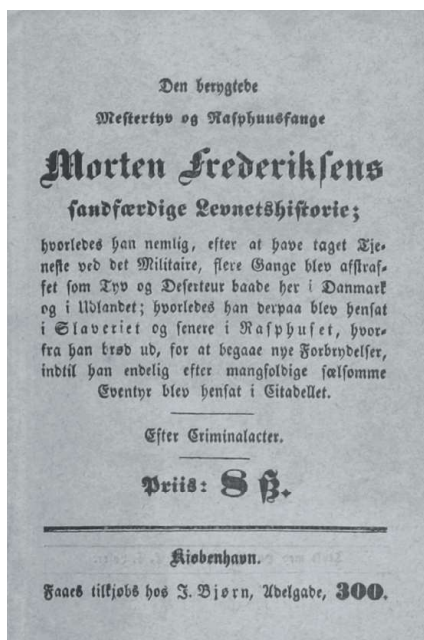 Den berygtede
Mestertyv og Rasphuusfange
Morten Frederiksens
sandfærdige Levnetshistorie;
hvorledes han nemlig, efter at have taget Tje-
neste ved det Militaire, flere Gange blev afstraf-
fet som Tyv og Deserteur baade her i Danmark
og i Udlandet; hvorledes han derpaa blev hensat
i Slaveriet og senere i Rasphuset, hvor-
fra han brød ud, for at begaae nye Forbrydelser,
indtil han endelig efter mangfoldige sælsomme
Eventyr blev hensat i Citadellet.
Efter Criminalacter.
Priis: 8 ß.
Kiøbenhavn.
Faaes tilkjøbs hos J. Bjørn, Adelgade, 300.